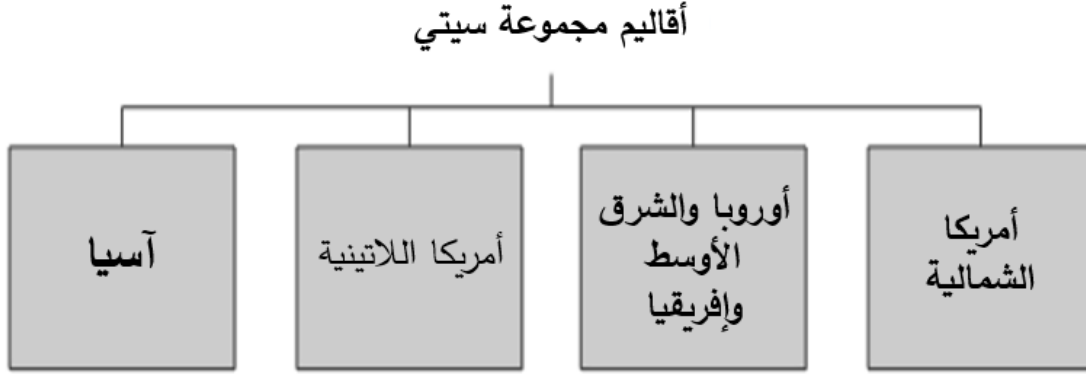 أقاليم مجموعة سيتي
أمريكا
الشمالية
أوروبا والشرق
الأوسط
وإفريقيا
أمريكا اللاتينية
آسيا